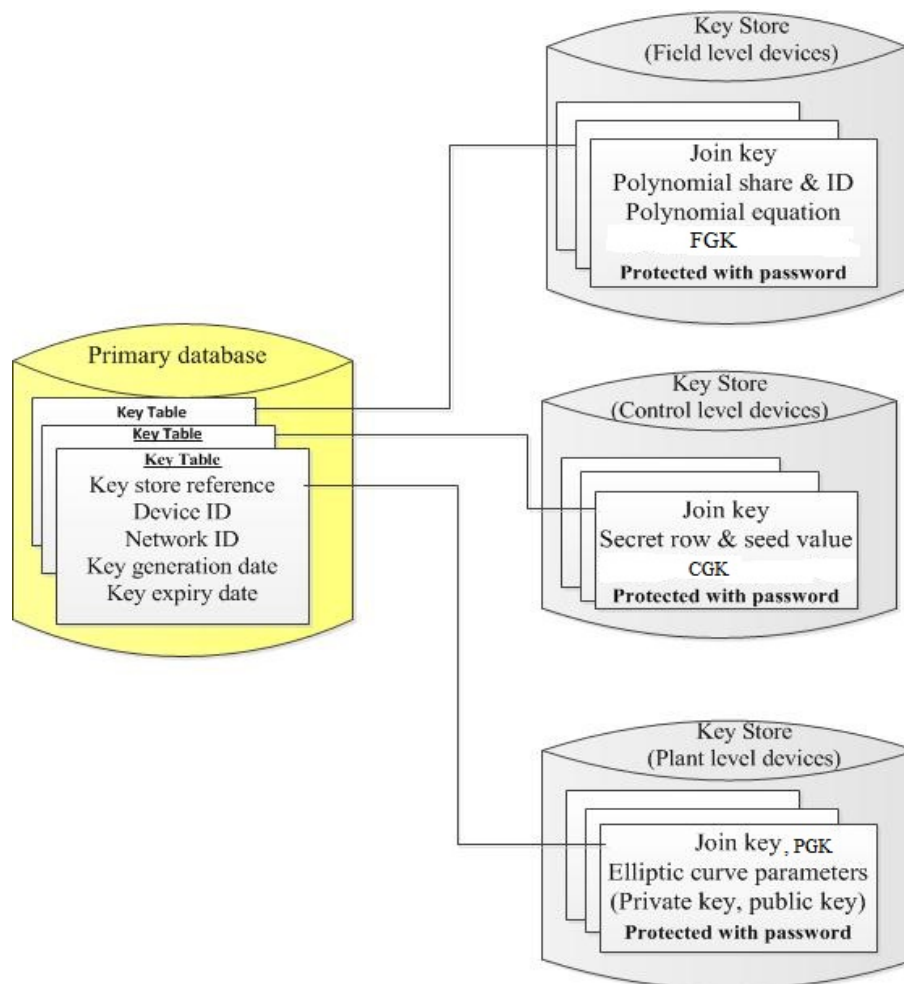 Key Store
(Field level devices)
Join key
Polynomial share & ID
Polynomial equation
FGK
Protected with password
Primary database
Key Table
Key Table
Key Table
Key store reference
Device ID
Network ID
Key generation date
Key expiry date
Key Store
(Control level devices)
Join key
Secret row & seed value
CGK
Protected with password
Key Store
(Plant level devices)
Join key, PGK
Elliptic curve parameters
(Private key, public key)
Protected with password